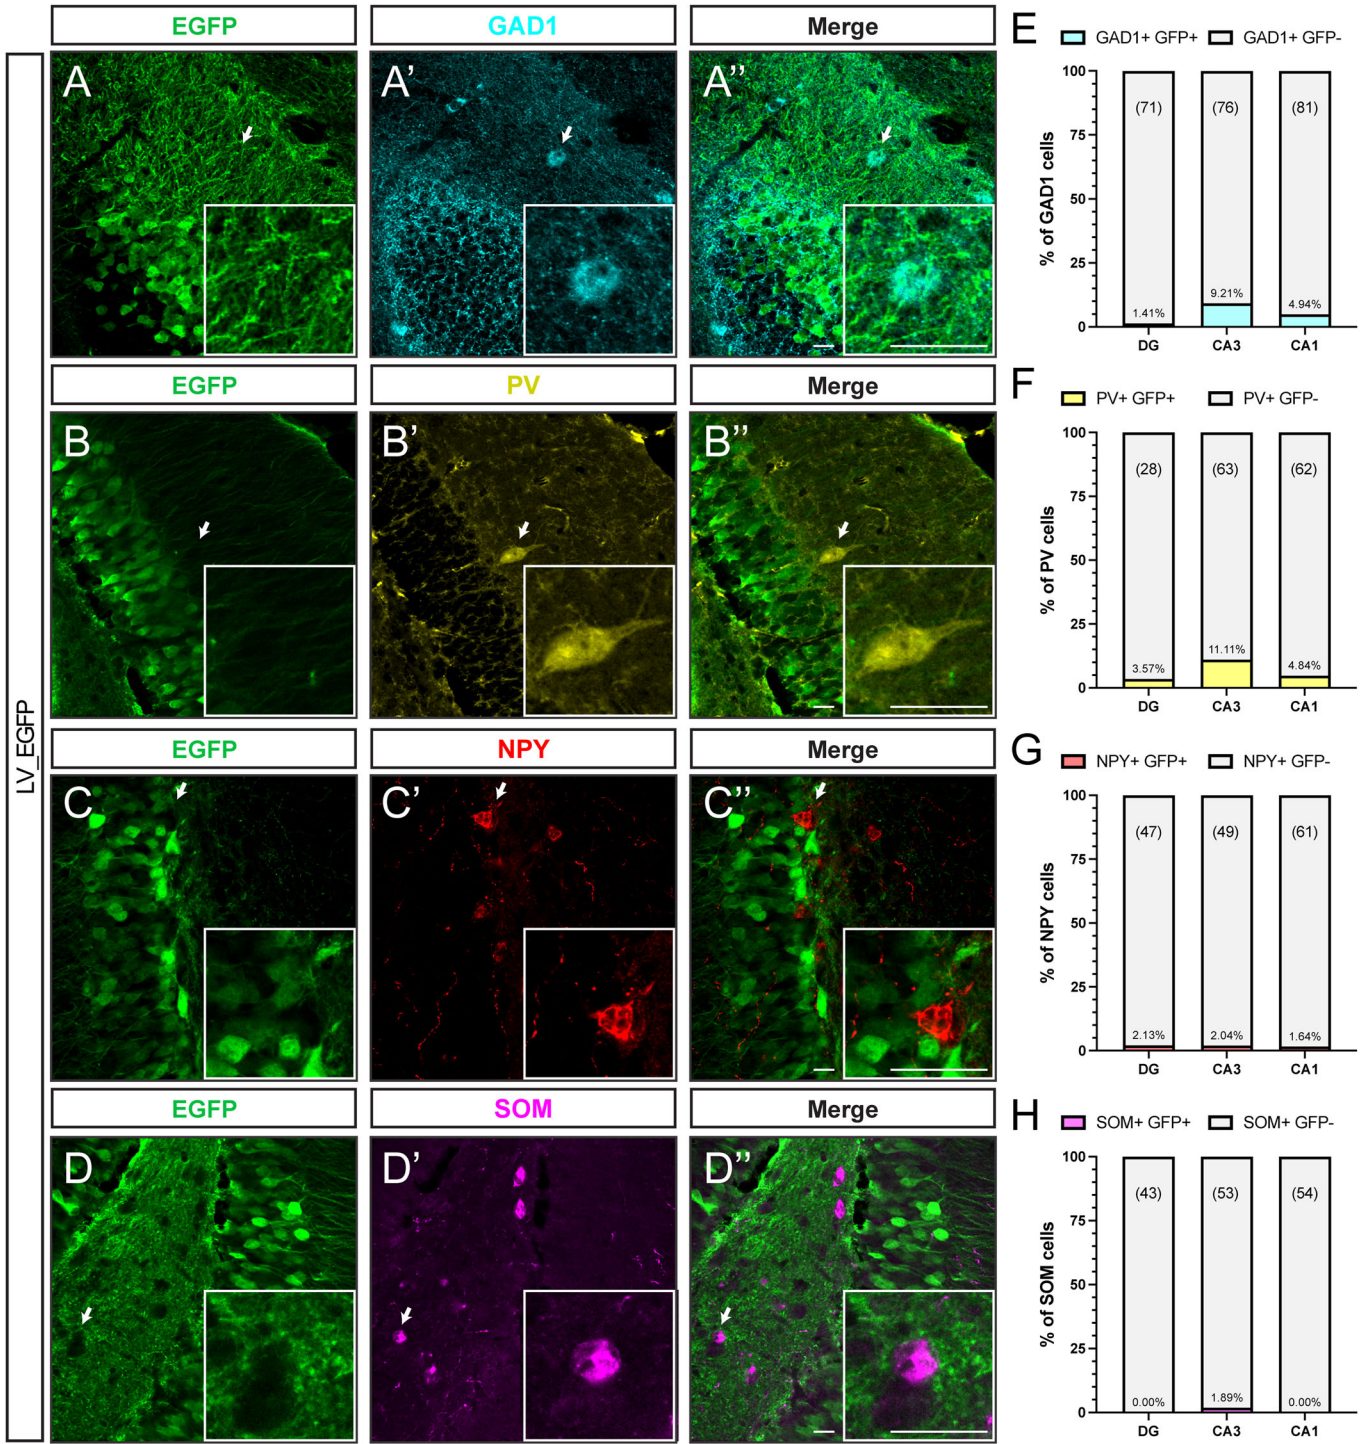 EGFP GAD1 Merge
A A' A''
E
GAD1+ GFP+ GAD1+ GFP-
% of GAD1 cells
100
75
50
25
0
(71) (76) (81)
1.41% 9.21% 4.94%
DG CA3 CA1
EGFP PV Merge
B B' B''
F
PV+ GFP+ PV+ GFP-
% of PV cells
100
75
50
25
0
(28) (63) (62)
3.57% 11.11% 4.84%
DG CA3 CA1
LV_EGFP
EGFP NPY Merge
C C' C''
G
NPY+ GFP+ NPY+ GFP-
% of NPY cells
100
75
50
25
0
(47) (49) (61)
2.13% 2.04% 1.64%
DG CA3 CA1
EGFP SOM Merge
D D' D''
H
SOM+ GFP+ SOM+ GFP-
% of SOM cells
100
75
50
25
0
(43) (53) (54)
0.00% 1.89% 0.00%
DG CA3 CA1